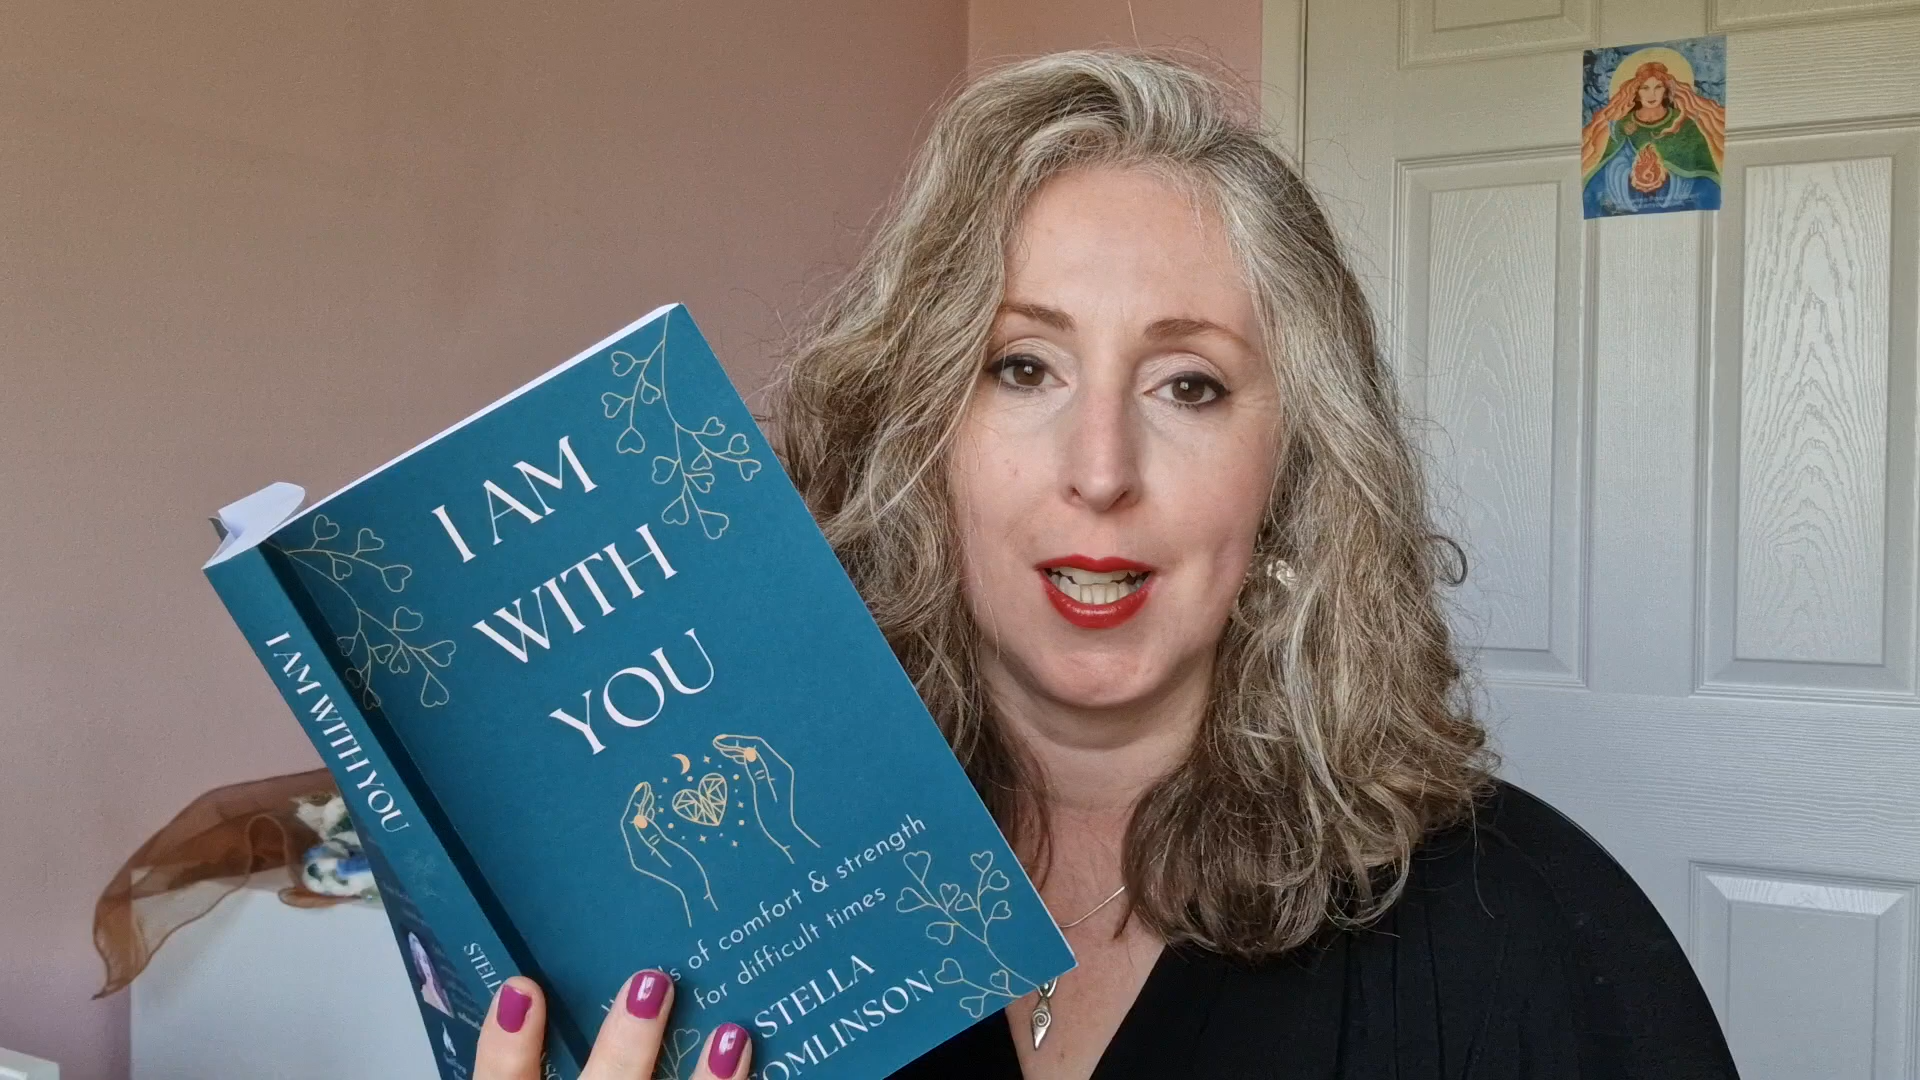 I AM
WITH
YOU
of comfort & strength
for difficult times
STELLA
TOMLINSON
I AM WITH YOU